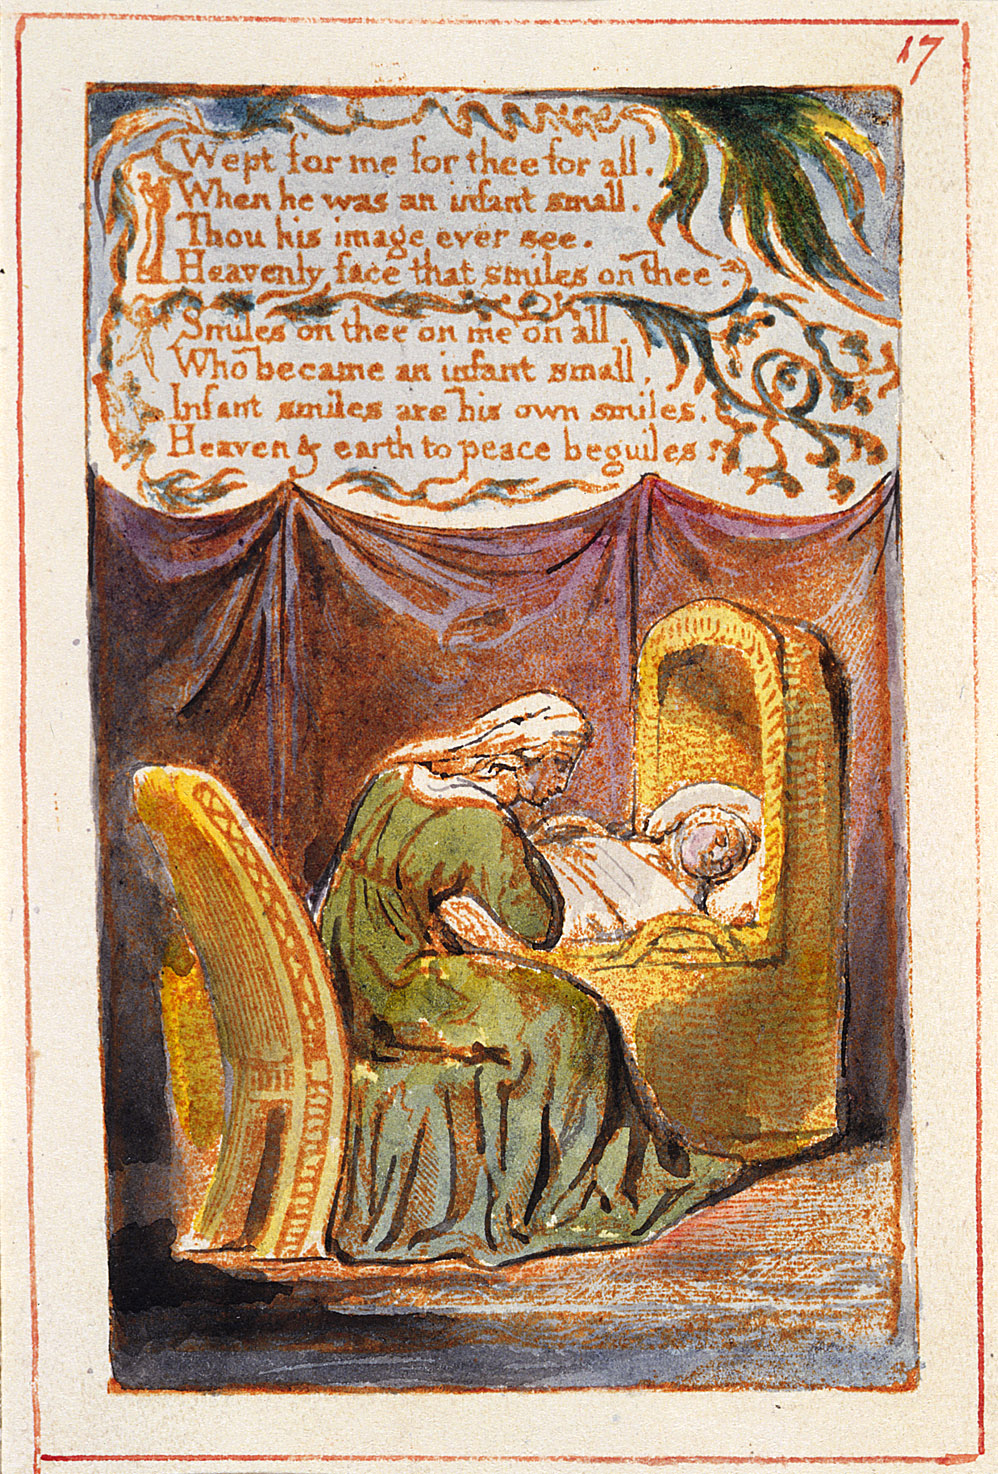 17
Wept for me for thee for all.
When he was an infant small.
Thou his image ever see.
Heavenly face that smiles on thee.
Smiles on thee on me on all,
Who became an infant small,
Infant smiles are his own smiles.
Heaven & earth to peace beguiles.